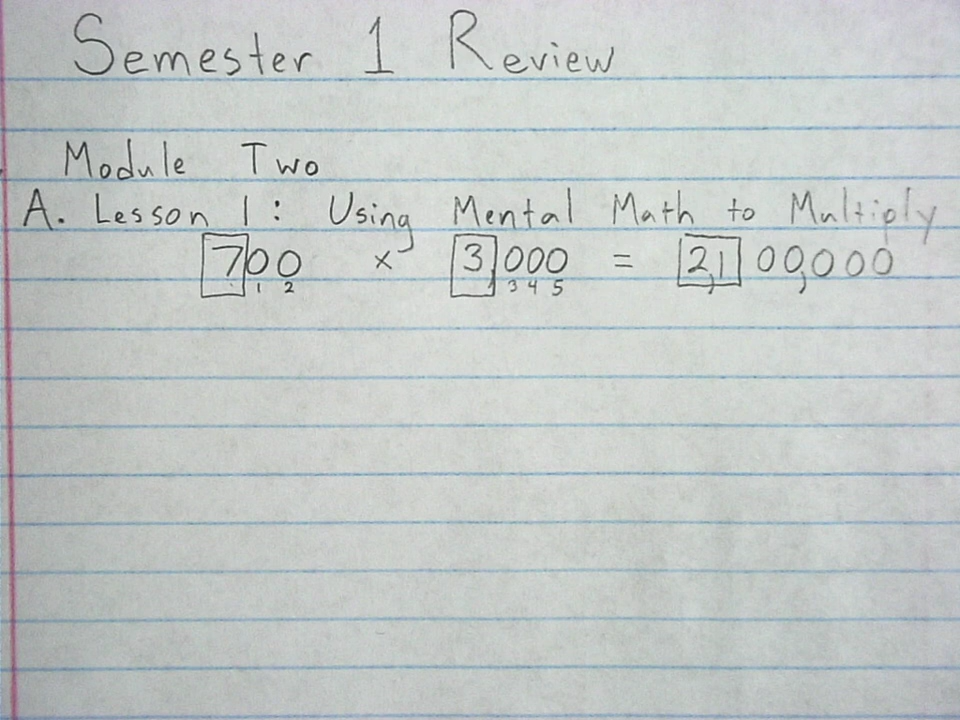 Semester 1 Review
Module Two
A. Lesson 1: Using Mental Math to Multiply
700 x 3,000 = 2,100,000
1 2 3 4 5